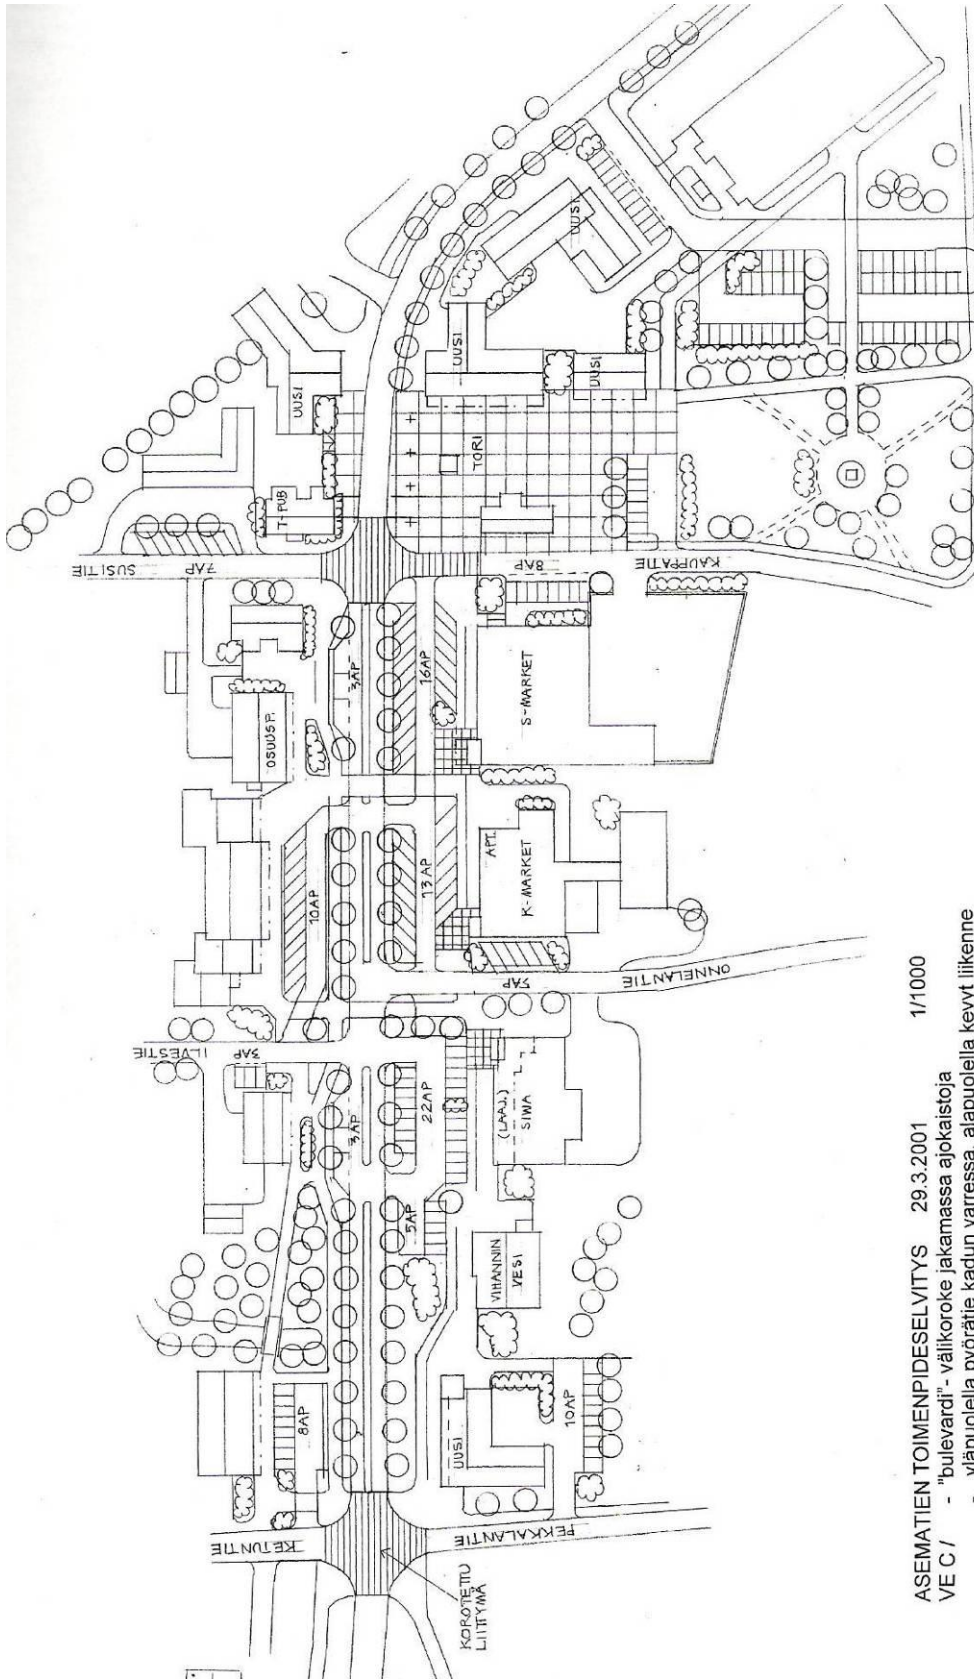 SUSITIE
7AP
T-PUB
UUSI
UUSI
UUSI
UUSI
UUSI
TORI
8AP
KAUPPATIE
OSUUSP.
3AP
16AP
S-MARKET
10AP
13AP
APT.
K-MARKET
5AP
ONNELANTIE
ILVESTIE
3AP
3AP
22AP
(LAAJ.)
SIWA
5AP
VIHANNIN
VESI
8AP
UUSI
10AP
KETUNTIE
PEKKALANTIE
KOROTETTU
LIITTYMÄ
ASEMATIEN TOIMENPIDESELVITYS 29.3.2001 1/1000
VE C / - "bulevardi"- välikoroke jakamassa ajokaistoja
- yläpuolella pyörätie kadun varressa, alapuolella kevyt liikenne